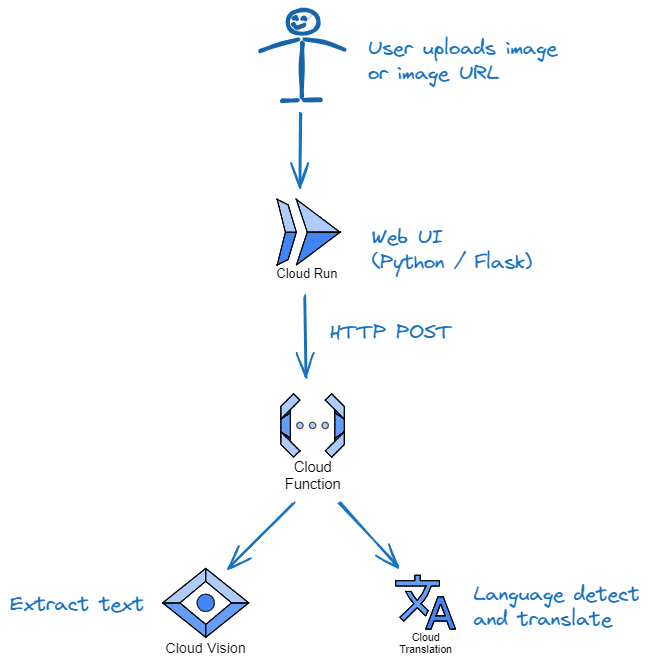 User uploads image
or image URL
Web UI
(Python / Flask)
Cloud Run
HTTP POST
Cloud
Function
Extract text
Cloud Vision
Language detect
and translate
Cloud
Translation